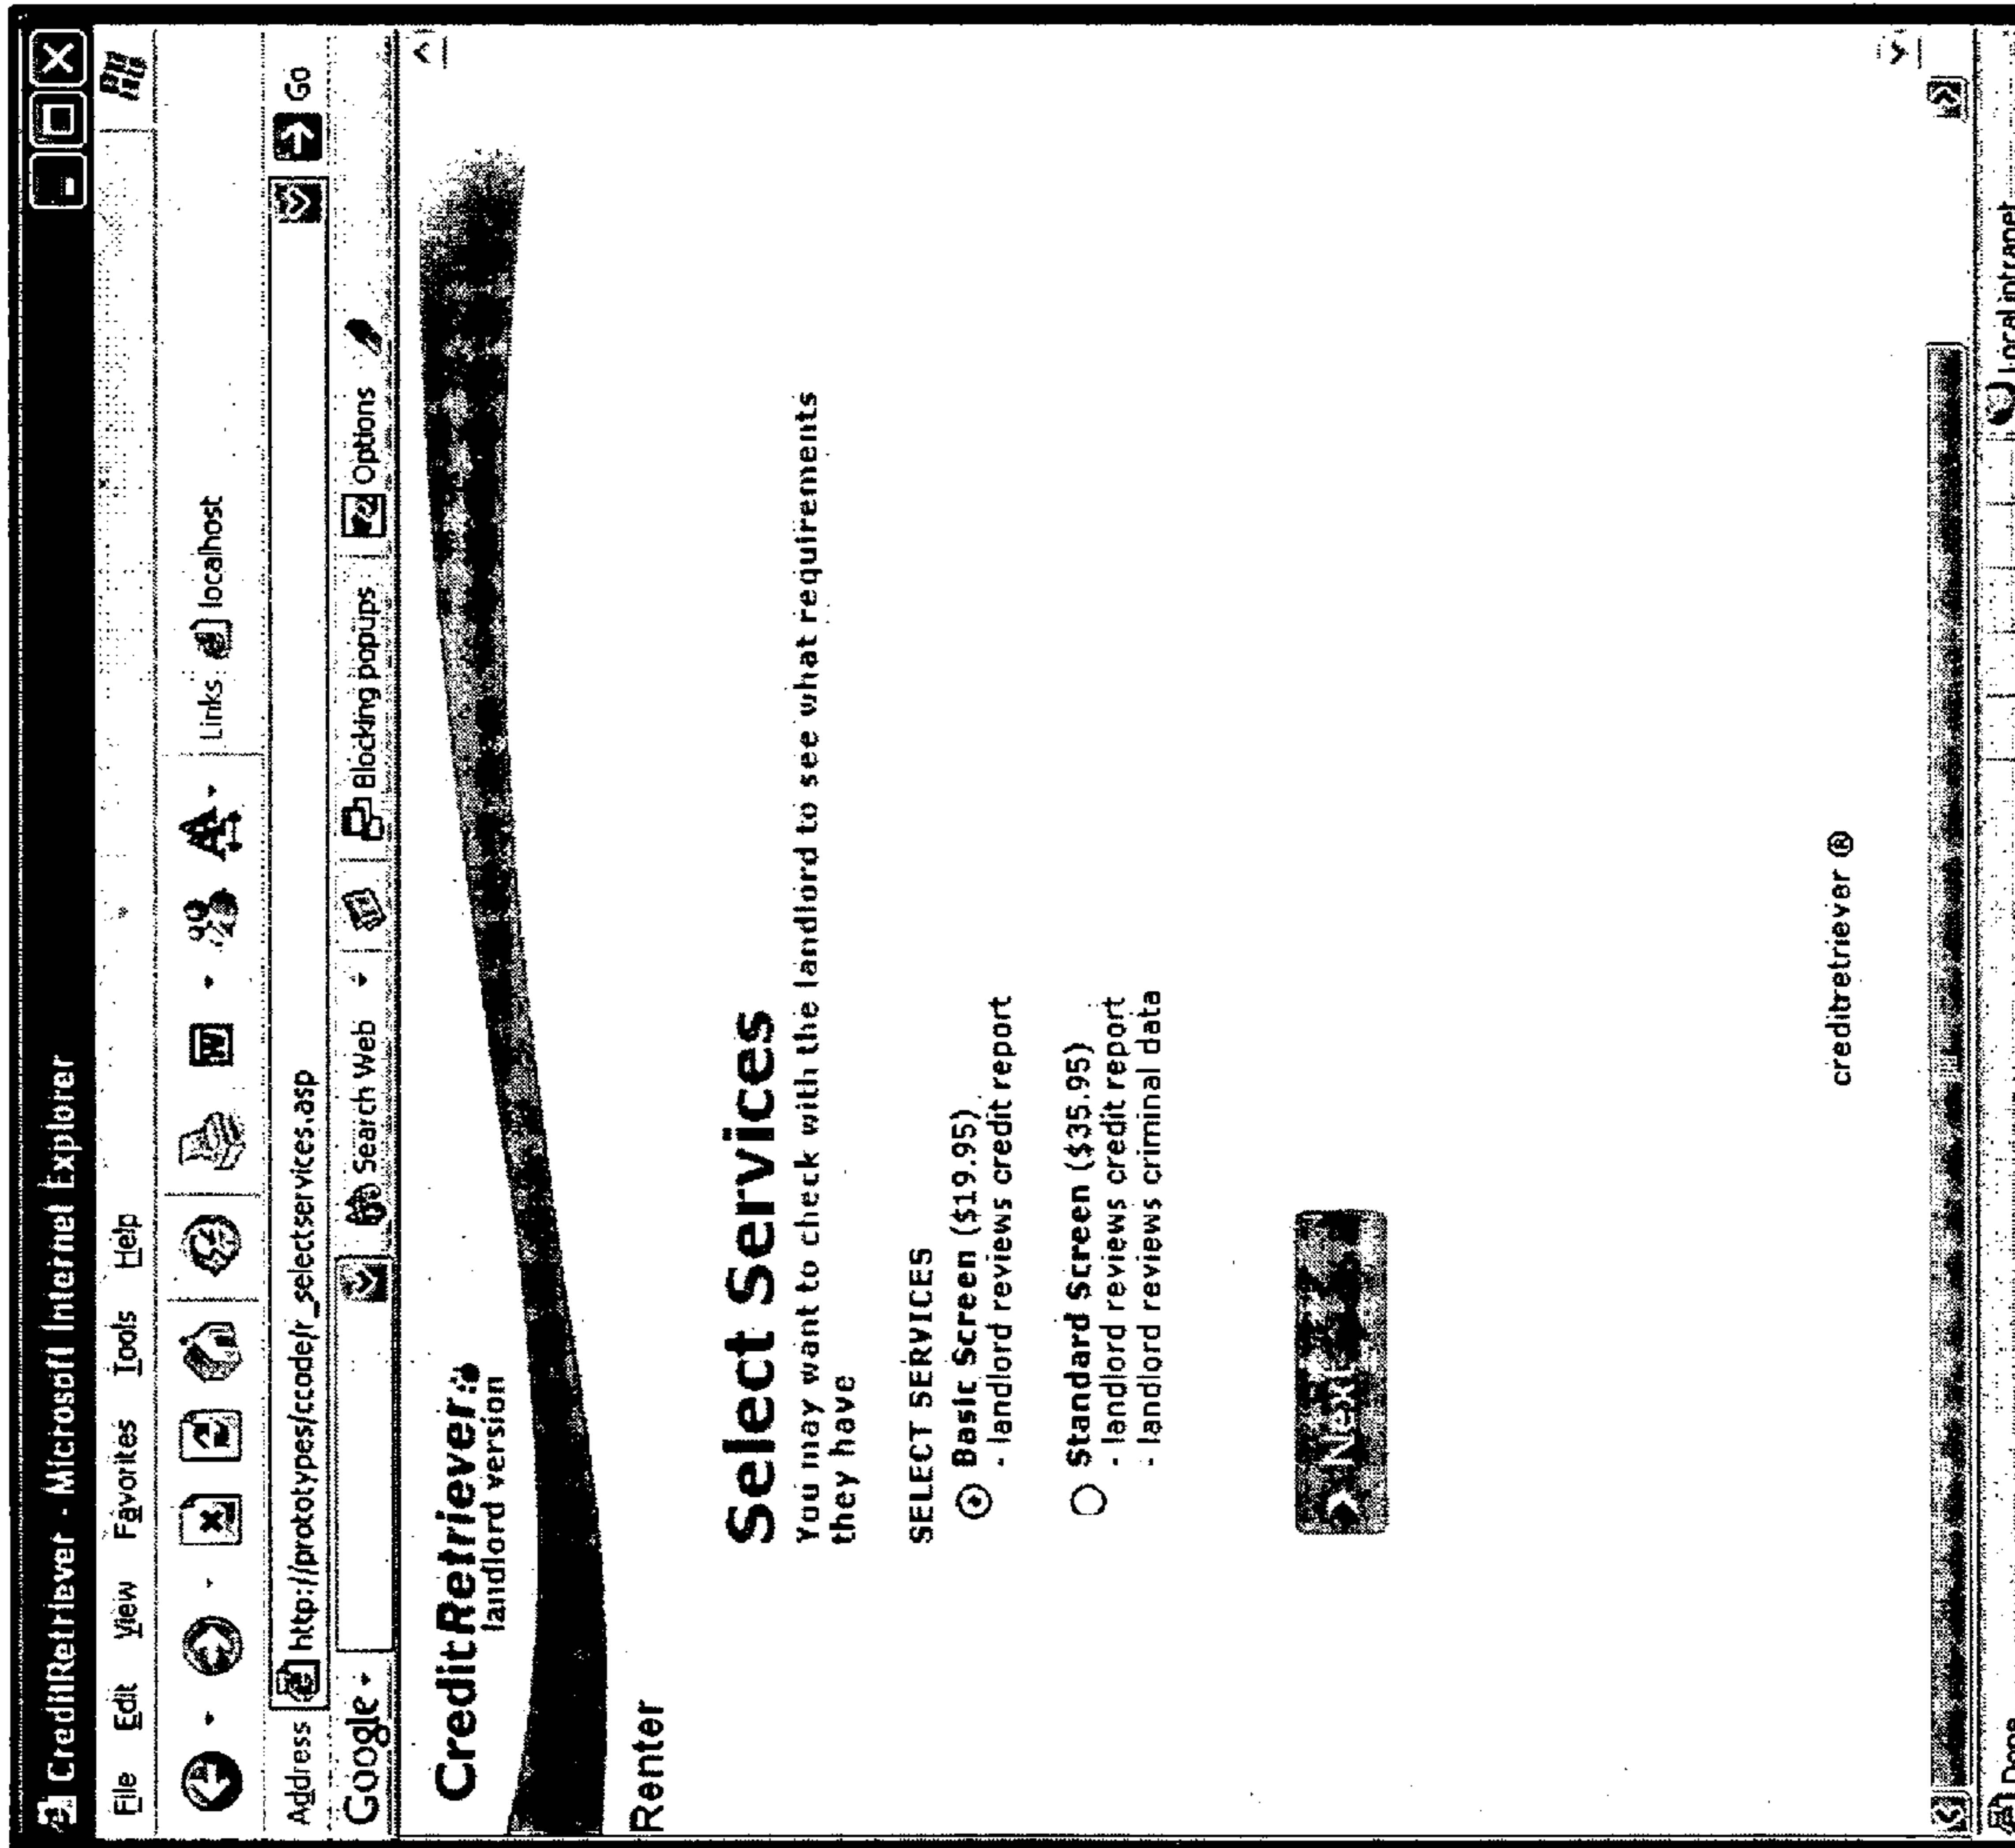 CreditRetriever - Microsoft Internet Explorer
File Edit View Favorites Tools Help
Links localhost
Address http://prototypes/ccode/r_selectservices.asp Go
Google Search Web Blocking popups Options
CreditRetriever
landlord version
Renter
Select Services
You may want to check with the landlord to see what requirements
they have
SELECT SERVICES
Basic Screen ($19.95)
- landlord reviews credit report
Standard Screen ($35.95)
- landlord reviews credit report
- landlord reviews criminal data
Next
creditretriever ®
Done Local intranet